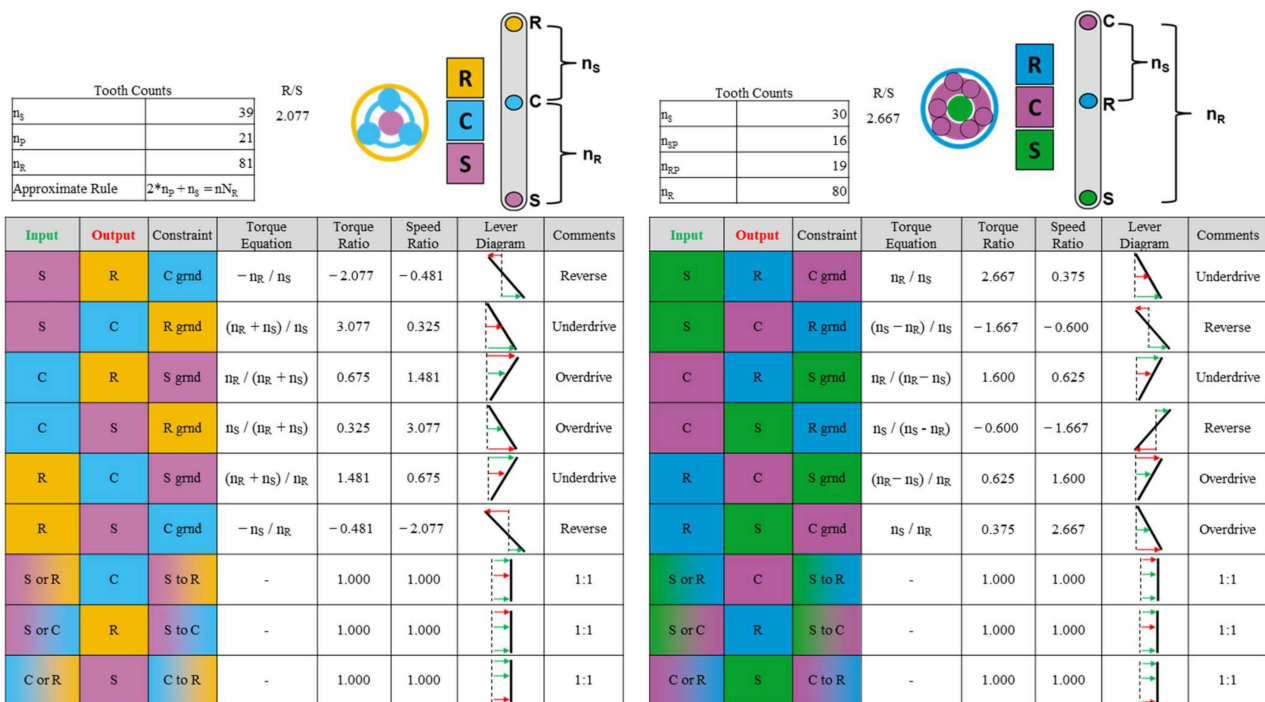 Tooth Counts R/S
nS 39 2.077
nP 21
nR 81
Approximate Rule 2*nP + nS = nNR
R
C
S
R
C
S
nS
nR
Input Output Constraint Torque Equation Torque Ratio Speed Ratio Lever Diagram Comments
S R C grnd − nR / nS − 2.077 − 0.481 Reverse
S C R grnd (nR + nS) / nS 3.077 0.325 Underdrive
C R S grnd nR / (nR + nS) 0.675 1.481 Overdrive
C S R grnd nS / (nR + nS) 0.325 3.077 Overdrive
R C S grnd (nR + nS) / nR 1.481 0.675 Underdrive
R S C grnd − nS / nR − 0.481 − 2.077 Reverse
S or R C S to R - 1.000 1.000 1:1
S or C R S to C - 1.000 1.000 1:1
C or R S C to R - 1.000 1.000 1:1
Tooth Counts R/S
nS 30 2.667
nSP 16
nRP 19
nR 80
R
C
S
C
R
S
nS
nR
Input Output Constraint Torque Equation Torque Ratio Speed Ratio Lever Diagram Comments
S R C grnd nR / nS 2.667 0.375 Underdrive
S C R grnd (nS − nR) / nS − 1.667 − 0.600 Reverse
C R S grnd nR / (nR − nS) 1.600 0.625 Underdrive
C S R grnd nS / (nS - nR) − 0.600 − 1.667 Reverse
R C S grnd (nR − nS) / nR 0.625 1.600 Overdrive
R S C grnd nS / nR 0.375 2.667 Overdrive
S or R C S to R - 1.000 1.000 1:1
S or C R S to C - 1.000 1.000 1:1
C or R S C to R - 1.000 1.000 1:1